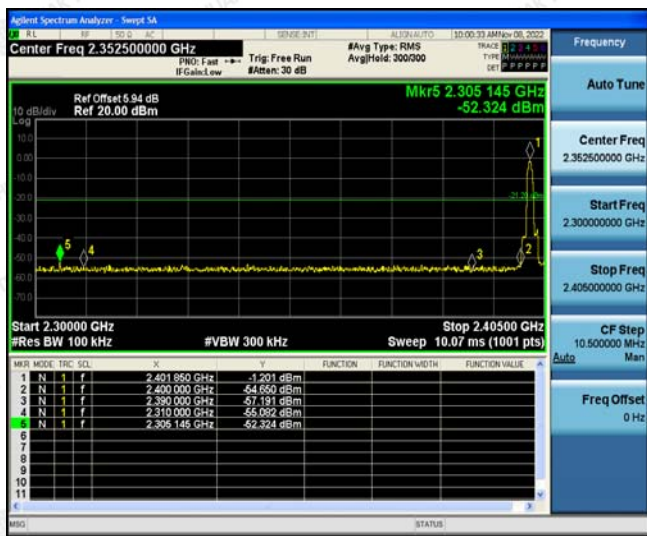 Agilent Spectrum Analyzer - Swept SA
RL RF 50 Ω AC SENSE:INT ALIGNAUTO 10:00:33 AM Nov 08, 2022
Center Freq 2.352500000 GHz
PNO: Fast
IFGain:Low
Trig: Free Run
#Atten: 30 dB
#Avg Type: RMS
Avg|Hold: 300/300
TRACE 1 2 3 4 5 6
TYPE
DET P P P P P P
Frequency
Auto Tune
Center Freq
2.352500000 GHz
Start Freq
2.300000000 GHz
Stop Freq
2.405000000 GHz
CF Step
10.500000 MHz
Auto Man
Freq Offset
0 Hz
Mkr5 2.305 145 GHz
-52.324 dBm
Ref Offset 5.94 dB
10 dB/div Ref 20.00 dBm
Log
10.0
0.00
-10.0
-20.0
-30.0
-40.0
-50.0
-60.0
-70.0
1
2
3
4
5
Start 2.30000 GHz Stop 2.40500 GHz
#Res BW 100 kHz #VBW 300 kHz Sweep 10.07 ms (1001 pts)
MKR MODE TRC SCL X Y FUNCTION FUNCTION WIDTH FUNCTION VALUE
1 N 1 f 2.401 850 GHz -1.201 dBm
2 N 1 f 2.400 000 GHz -54.650 dBm
3 N 1 f 2.390 000 GHz -57.191 dBm
4 N 1 f 2.310 000 GHz -55.082 dBm
5 N 1 f 2.305 145 GHz -52.324 dBm
6
7
8
9
10
11
MSG STATUS